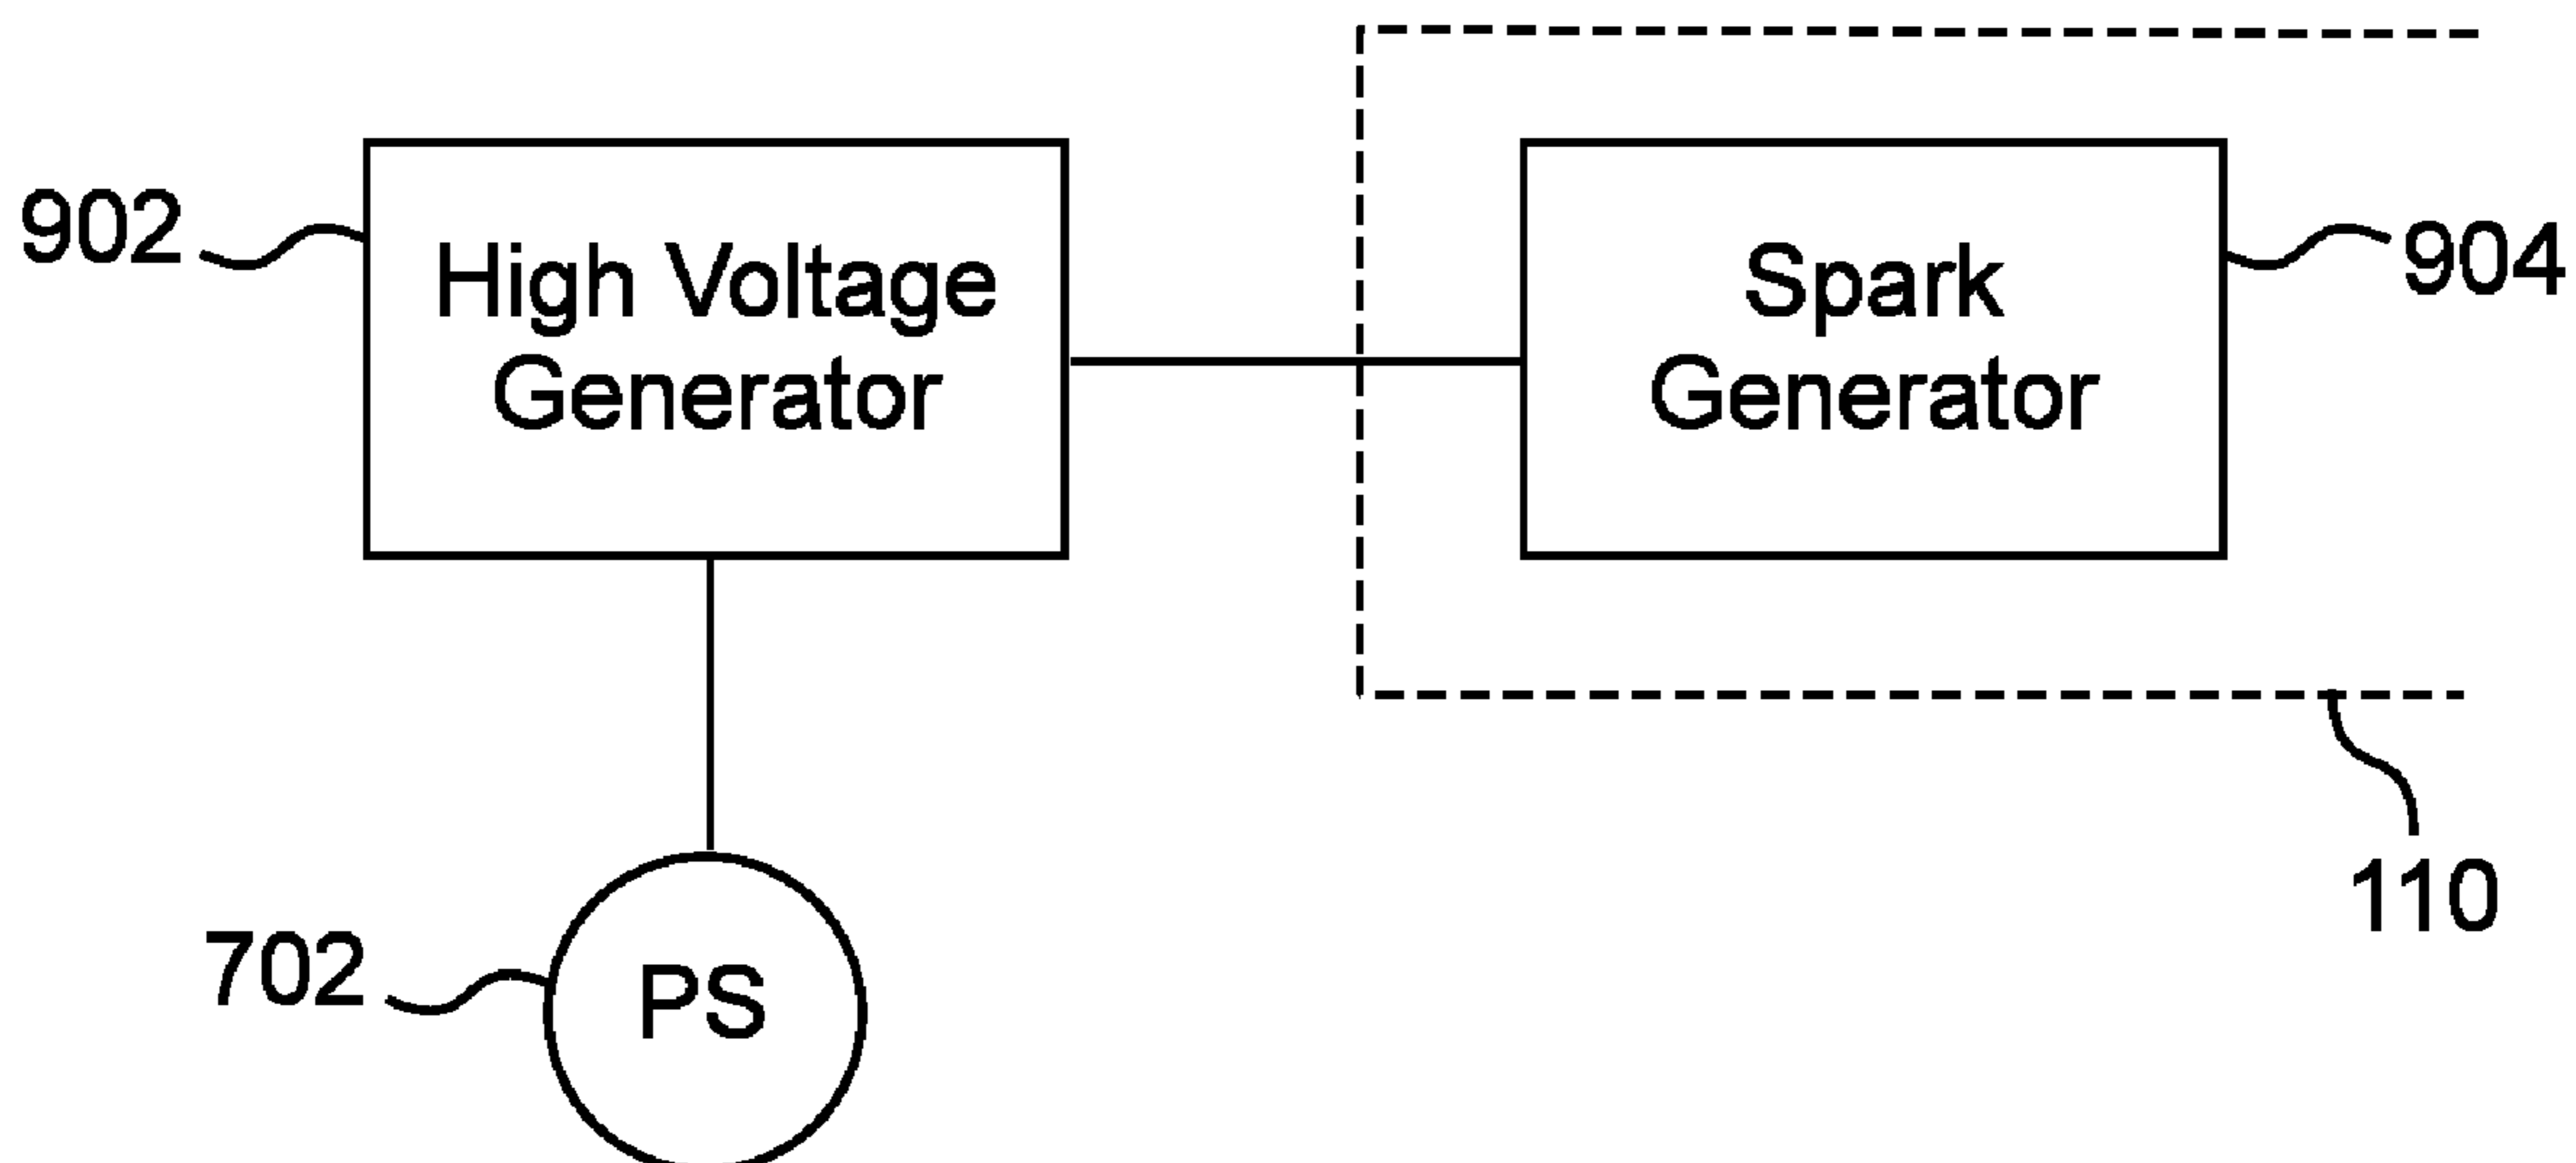 902
High Voltage
Generator
Spark
Generator
904
702
PS
110